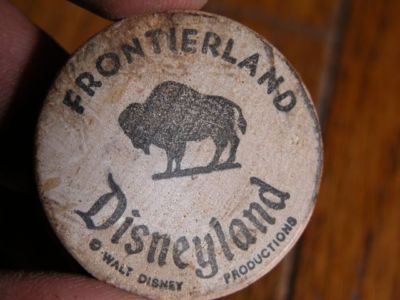 FRONTIERLAND
Disneyland
© WALT DISNEY PRODUCTIONS